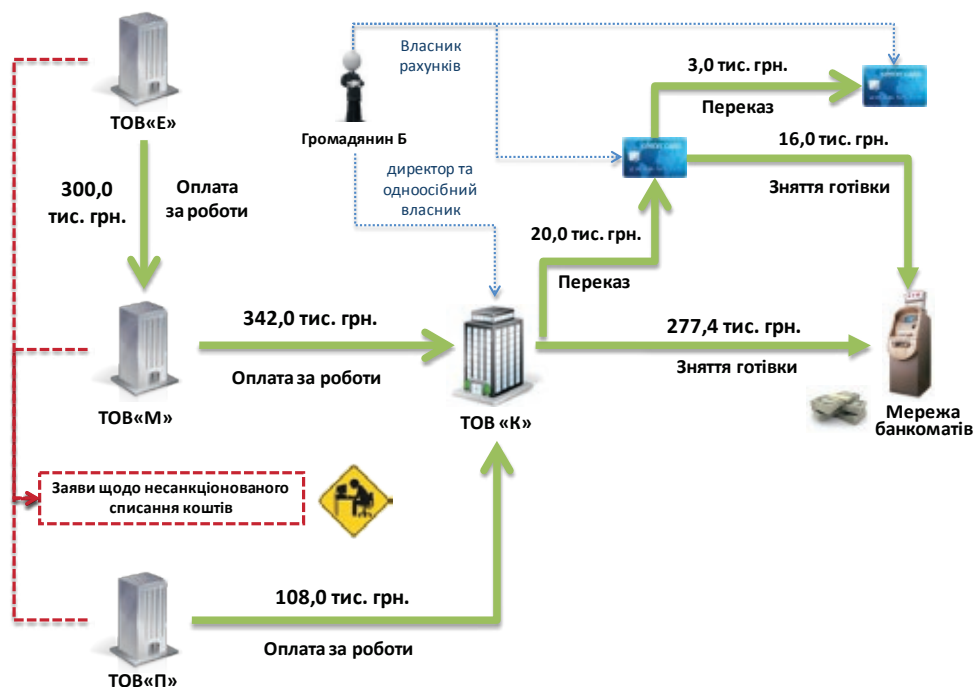 Власник
рахунків
3,0 тис. грн.
Переказ
ТОВ«Е»
Громадянин Б
16,0 тис. грн.
Зняття готівки
300,0
тис. грн.
Оплата
за роботи
директор та
одноосібний
власник
20,0 тис. грн.
Переказ
342,0 тис. грн.
Оплата за роботи
277,4 тис. грн.
Зняття готівки
ТОВ«М»
ТОВ «К»
Мережа
банкоматів
Заяви щодо несанкціонованого
списання коштів
108,0 тис. грн.
Оплата за роботи
ТОВ«П»